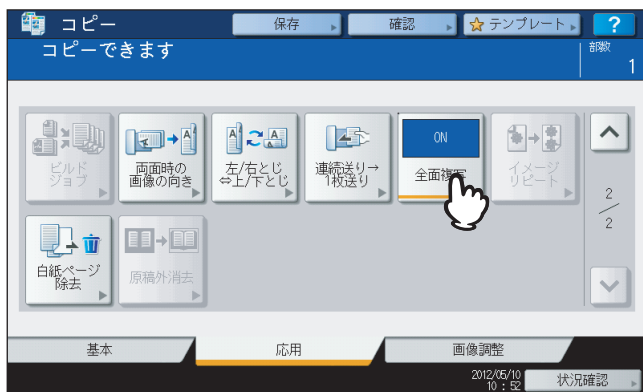 コピー
保存
確認
テンプレート
?
コピーできます
部数
1
ビルド
ジョブ
両面時の
画像の向き
左/右とじ
⇔上/下とじ
連続送り→
1枚送り
ON
全面複写
イメージ
リピート
2
2
白紙ページ
除去
原稿外消去
基本
応用
画像調整
2012/05/10
10:52
状況確認